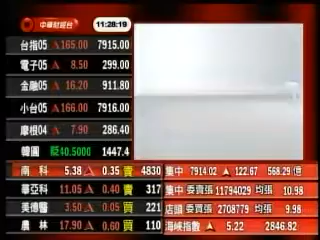 中華財經台 11:28:19
台指05 △165.00 7915.00
電子05 △ 8.50 299.00
金融05 △ 16.20 911.80
小台05 △166.00 7916.00
摩根04 △ 7.90 286.40
韓圜 40.5000 1447.4
南科 5.38 △ 0.35 賣 4830
華亞科 11.05 △ 0.40 賣 317
美德醫 3.50 △ 0.05 買 221
農林 17.90 △ 0.60 買 110
集中 7914.02 ▲ 122.67 568.29 億
集中 委賣張 11794029 均張 10.98
店頭 委買張 2708779 均張 9.98
海峽指數 ▲ 5.22 2846.82